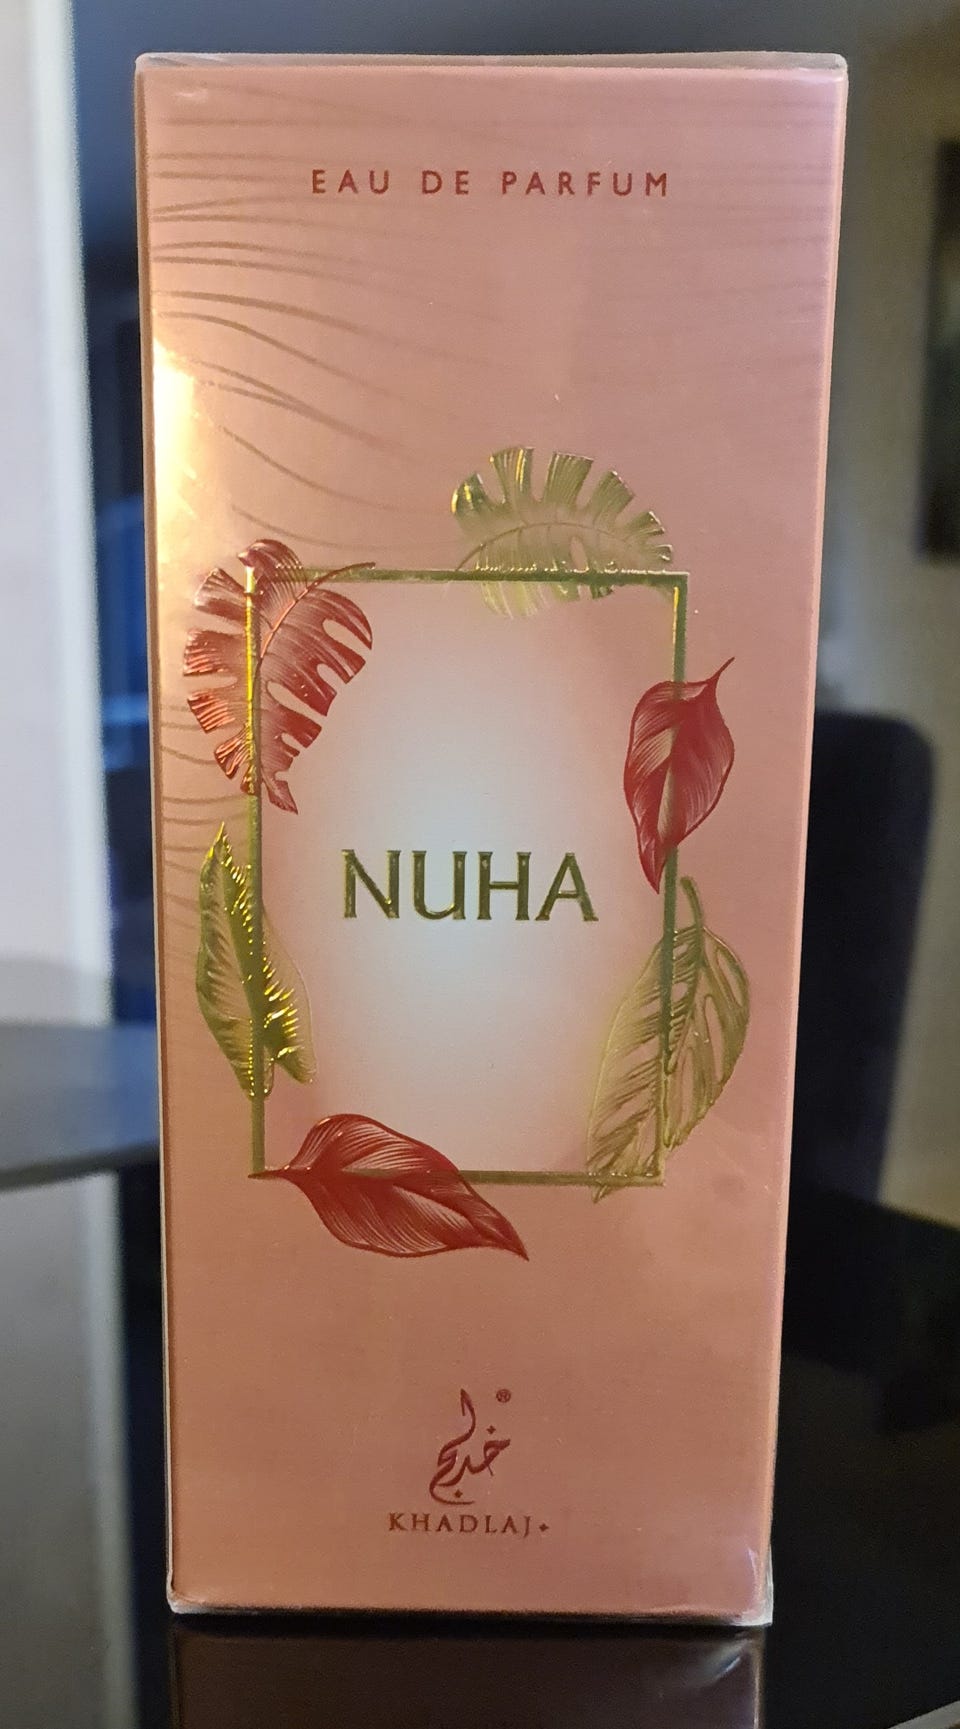 EAU DE PARFUM
NUHA
خدلج ®
KHADLAJ